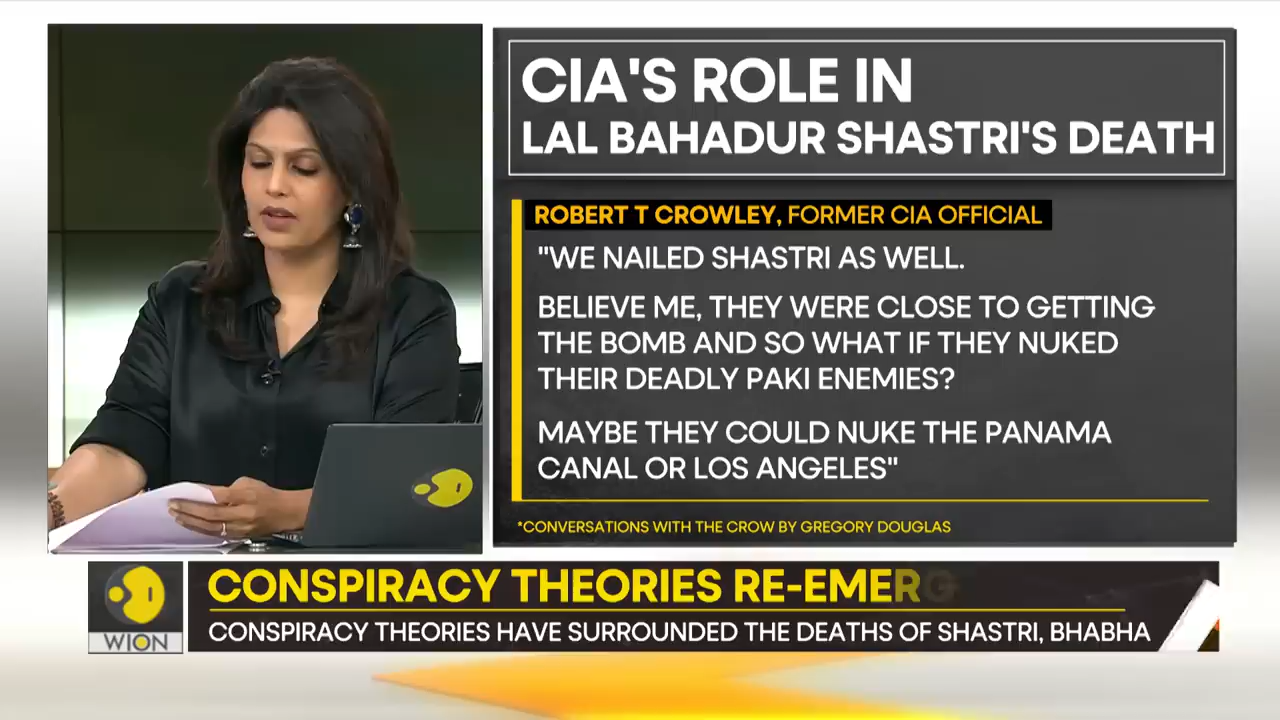 CIA'S ROLE IN
LAL BAHADUR SHASTRI'S DEATH
ROBERT T CROWLEY, FORMER CIA OFFICIAL
"WE NAILED SHASTRI AS WELL.
BELIEVE ME, THEY WERE CLOSE TO GETTING
THE BOMB AND SO WHAT IF THEY NUKED
THEIR DEADLY PAKI ENEMIES?
MAYBE THEY COULD NUKE THE PANAMA
CANAL OR LOS ANGELES"
*CONVERSATIONS WITH THE CROW BY GREGORY DOUGLAS
CONSPIRACY THEORIES RE-EMERG
WION
CONSPIRACY THEORIES HAVE SURROUNDED THE DEATHS OF SHASTRI, BHABHA